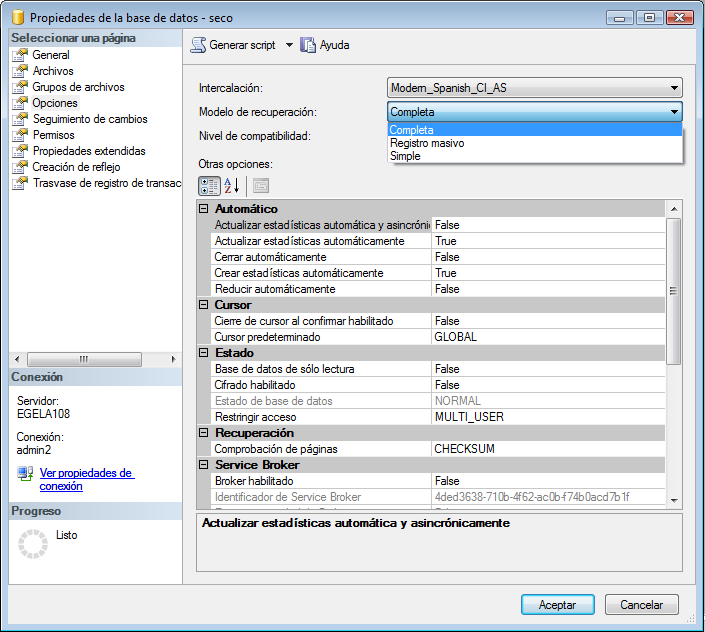 Propiedades de la base de datos - seco
Seleccionar una página
General
Archivos
Grupos de archivos
Opciones
Seguimiento de cambios
Permisos
Propiedades extendidas
Creación de reflejo
Trasvase de registro de transac
Conexión
Servidor:
EGELA108
Conexión:
admin2
Ver propiedades de
conexión
Progreso
Listo
Generar script
Ayuda
Intercalación:
Modern_Spanish_CI_AS
Modelo de recuperación:
Completa
Nivel de compatibilidad:
Completa
Registro masivo
Simple
Otras opciones:
Automático
Actualizar estadísticas automática y asincróni False
Actualizar estadísticas automáticamente True
Cerrar automáticamente False
Crear estadísticas automáticamente True
Reducir automáticamente False
Cursor
Cierre de cursor al confirmar habilitado False
Cursor predeterminado GLOBAL
Estado
Base de datos de sólo lectura False
Cifrado habilitado False
Estado de base de datos NORMAL
Restringir acceso MULTI_USER
Recuperación
Comprobación de páginas CHECKSUM
Service Broker
Broker habilitado False
Identificador de Service Broker 4ded3638-710b-4f62-ac0b-f74b0acd7b1f
Actualizar estadísticas automática y asincrónicamente
Aceptar
Cancelar